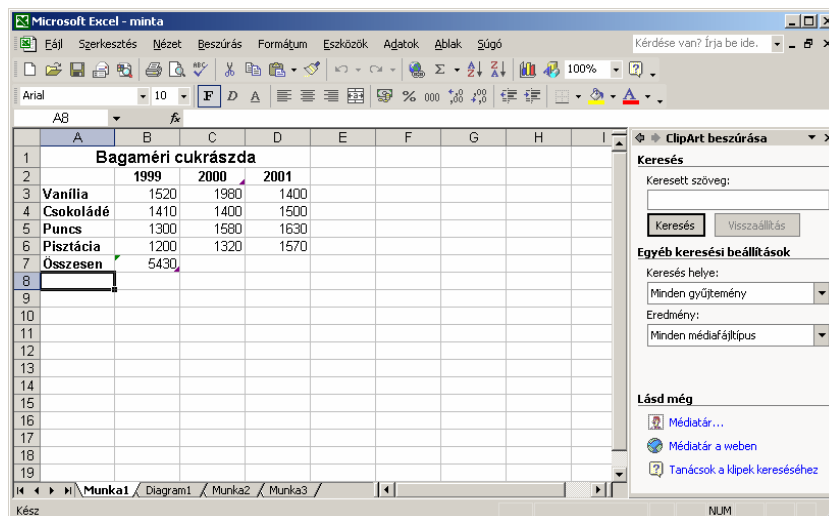 Microsoft Excel - minta
Fájl Szerkesztés Nézet Beszúrás Formátum Eszközök Adatok Ablak Súgó Kérdése van? Írja be ide.
100%
Arial 10 F D A % 000
A8 fx
A B C D E F G H I
1 Bagaméri cukrászda
2 1999 2000 2001
3 Vanília 1520 1980 1400
4 Csokoládé 1410 1400 1500
5 Puncs 1300 1580 1630
6 Pisztácia 1200 1320 1570
7 Összesen 5430
8
9
10
11
12
13
14
15
16
17
18
19
Munka1 Diagram1 Munka2 Munka3
Kész NUM
ClipArt beszúrása
Keresés
Keresett szöveg:
Keresés Visszaállítás
Egyéb keresési beállítások
Keresés helye:
Minden gyűjtemény
Eredmény:
Minden médiafájltípus
Lásd még
Médiatár...
Médiatár a weben
Tanácsok a klipek kereséséhez